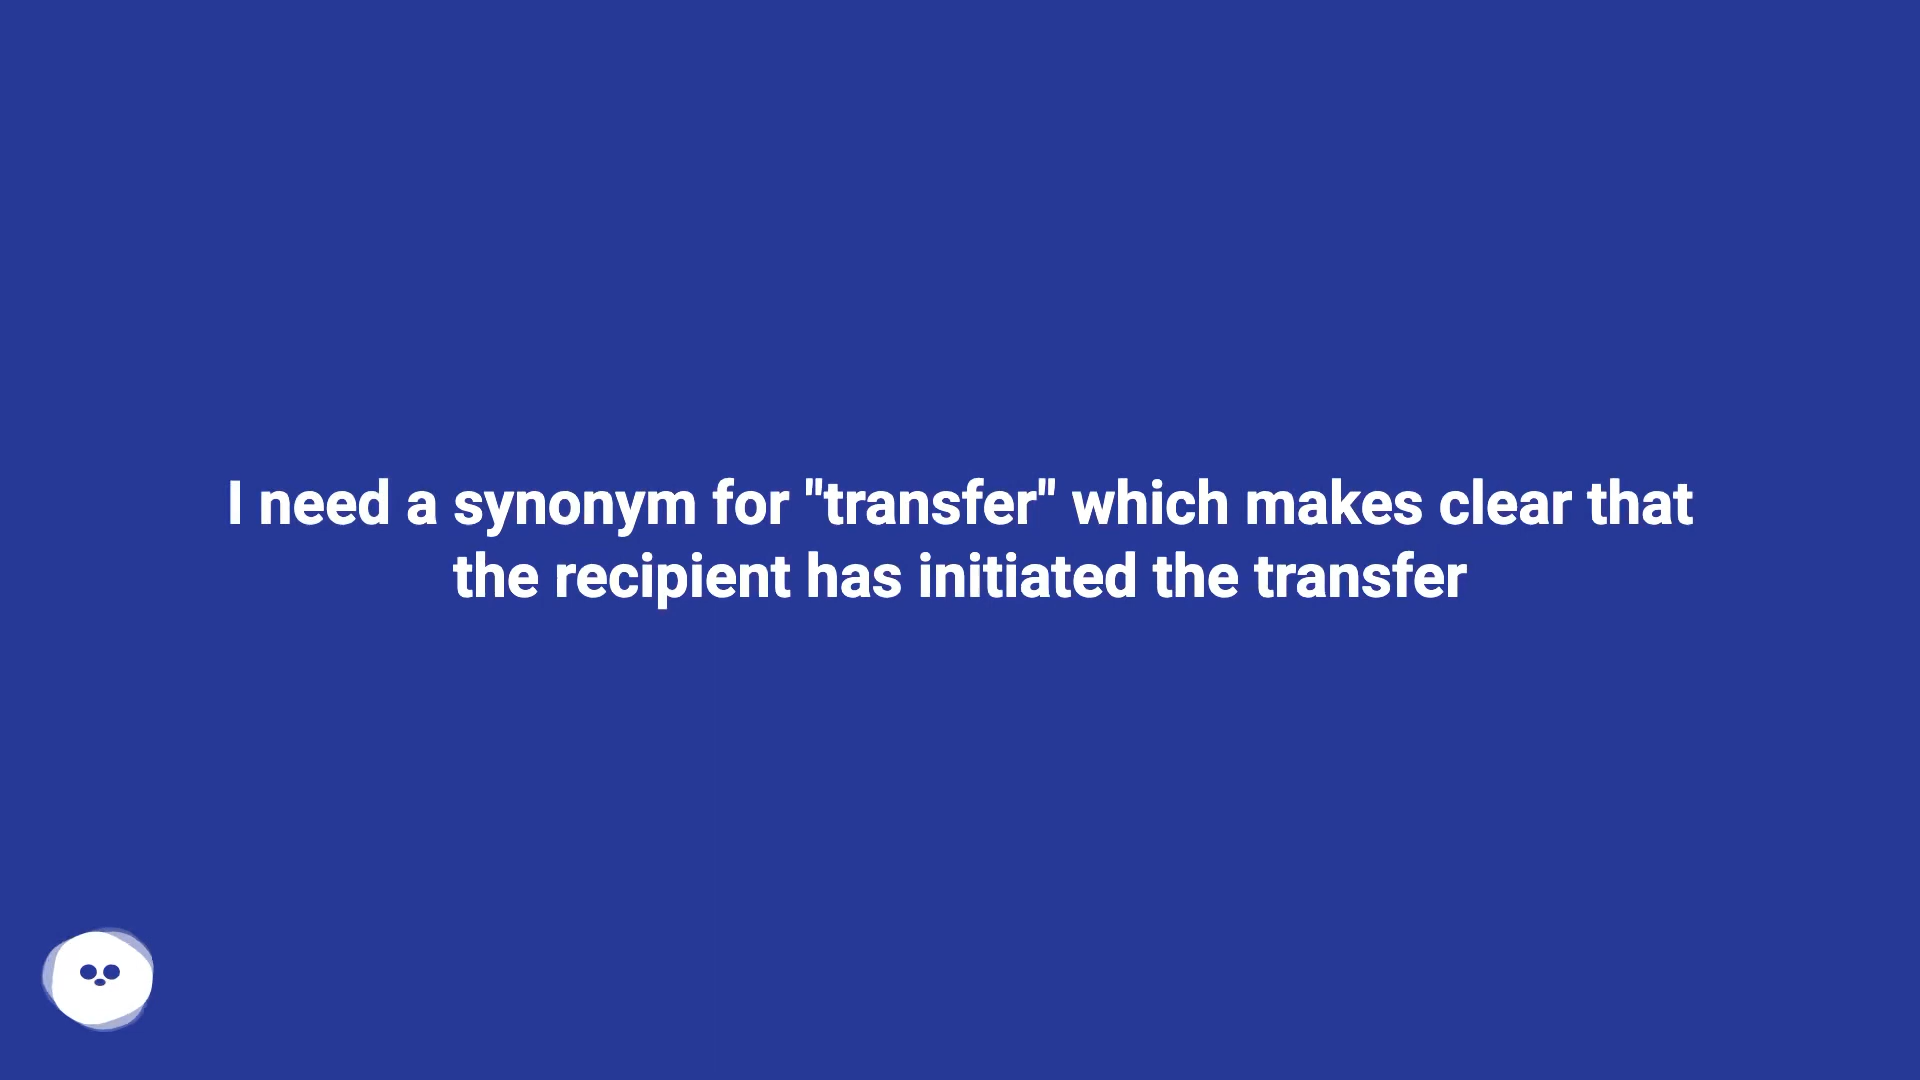 I need a synonym for "transfer" which makes clear that
the recipient has initiated the transfer